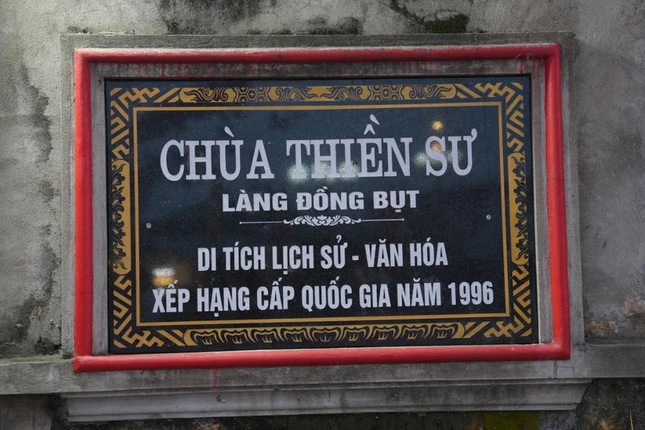 CHÙA THIỀN SƯ
LÀNG ĐỒNG BỤT
DI TÍCH LỊCH SỬ - VĂN HÓA
XẾP HẠNG CẤP QUỐC GIA NĂM 1996